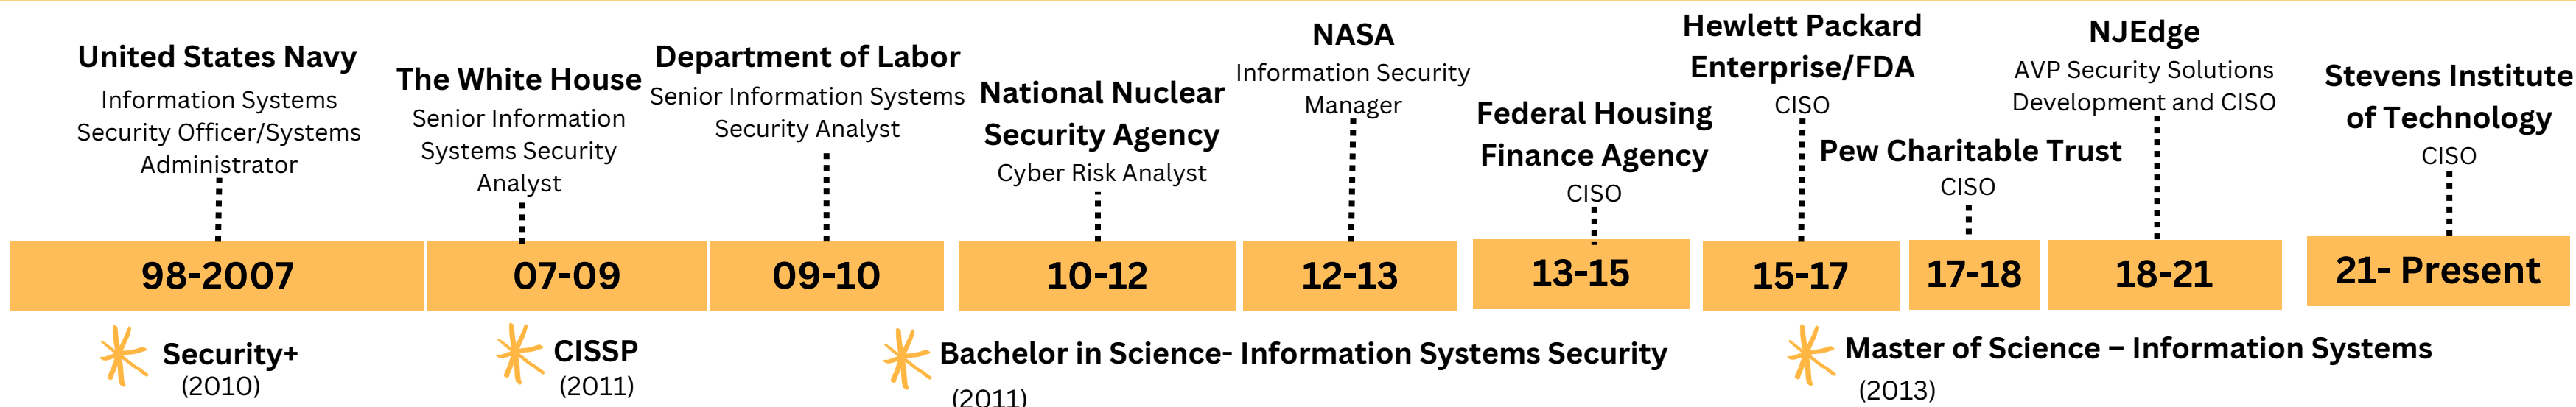 United States Navy
Information Systems
Security Officer/Systems
Administrator
98-2007
The White House
Senior Information
Systems Security
Analyst
07-09
Department of Labor
Senior Information Systems
Security Analyst
09-10
National Nuclear
Security Agency
Cyber Risk Analyst
10-12
NASA
Information Security
Manager
12-13
Federal Housing
Finance Agency
CISO
13-15
Hewlett Packard
Enterprise/FDA
CISO
15-17
Pew Charitable Trust
CISO
17-18
NJEdge
AVP Security Solutions
Development and CISO
18-21
Stevens Institute
of Technology
CISO
21- Present
Security+
(2010)
CISSP
(2011)
Bachelor in Science- Information Systems Security
(2011)
Master of Science – Information Systems
(2013)